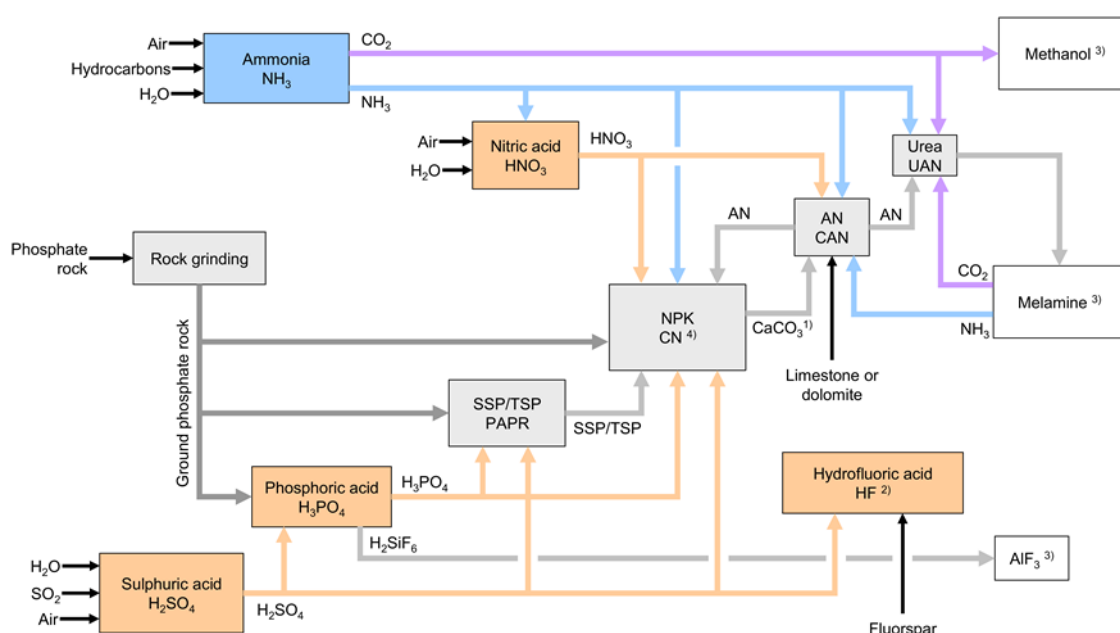 Air
Hydrocarbons
H₂O
Ammonia
NH₃
CO₂
NH₃
Methanol ³⁾
Air
H₂O
Nitric acid
HNO₃
HNO₃
Urea
UAN
AN
AN
CAN
AN
Phosphate
rock
Rock grinding
CO₂
Melamine ³⁾
NH₃
NPK
CN ⁴⁾
CaCO₃¹⁾
Limestone or
dolomite
Ground phosphate rock
SSP/TSP
PAPR
SSP/TSP
Phosphoric acid
H₃PO₄
H₃PO₄
H₂SiF₆
Hydrofluoric acid
HF ²⁾
AlF₃ ³⁾
H₂O
SO₂
Air
Sulphuric acid
H₂SO₄
H₂SO₄
Fluorspar